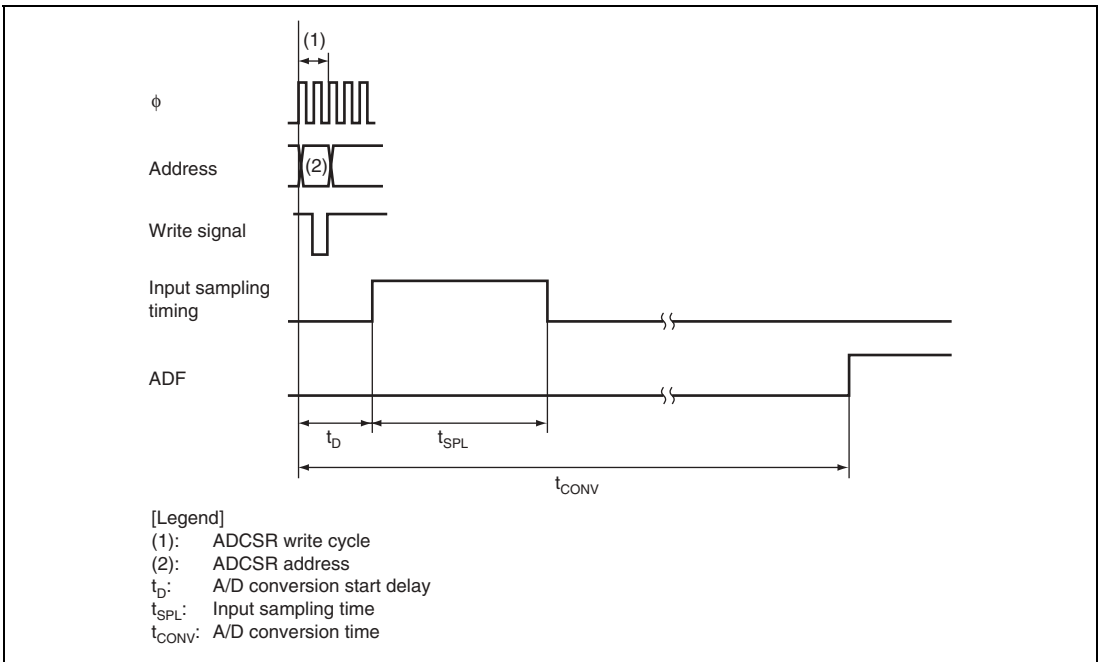 (1)
φ
Address
(2)
Write signal
Input sampling
timing
ADF
tD
tSPL
tCONV
[Legend]
(1): ADCSR write cycle
(2): ADCSR address
tD: A/D conversion start delay
tSPL: Input sampling time
tCONV: A/D conversion time